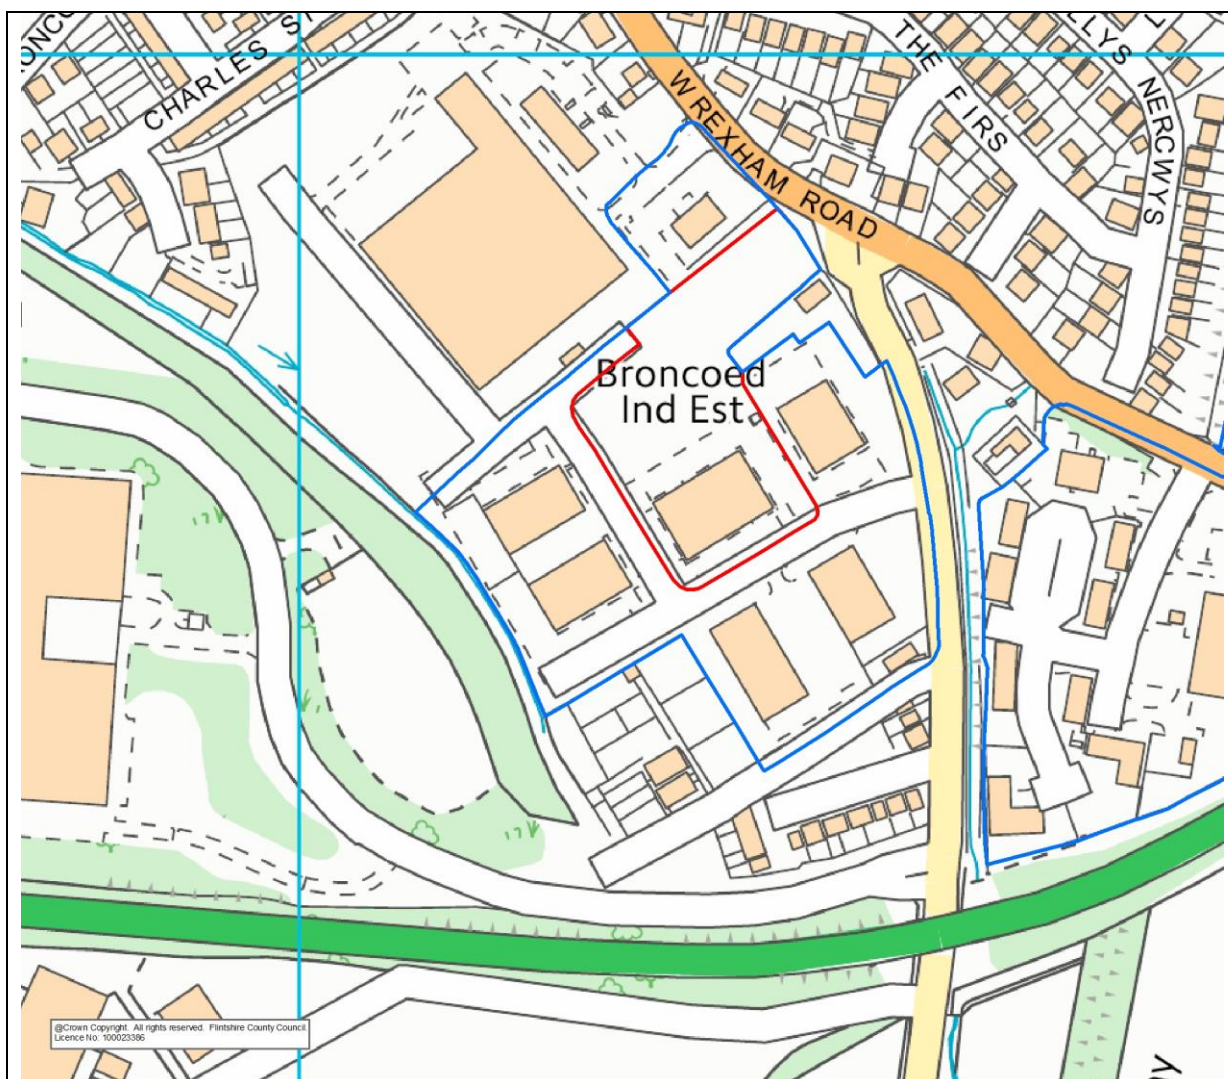 CHARLES ST
WREXHAM ROAD
THE FIRS
NERCWYS
Broncoed
Ind Est
@Crown Copyright. All rights reserved. Flintshire County Council.
Licence No: 100023386